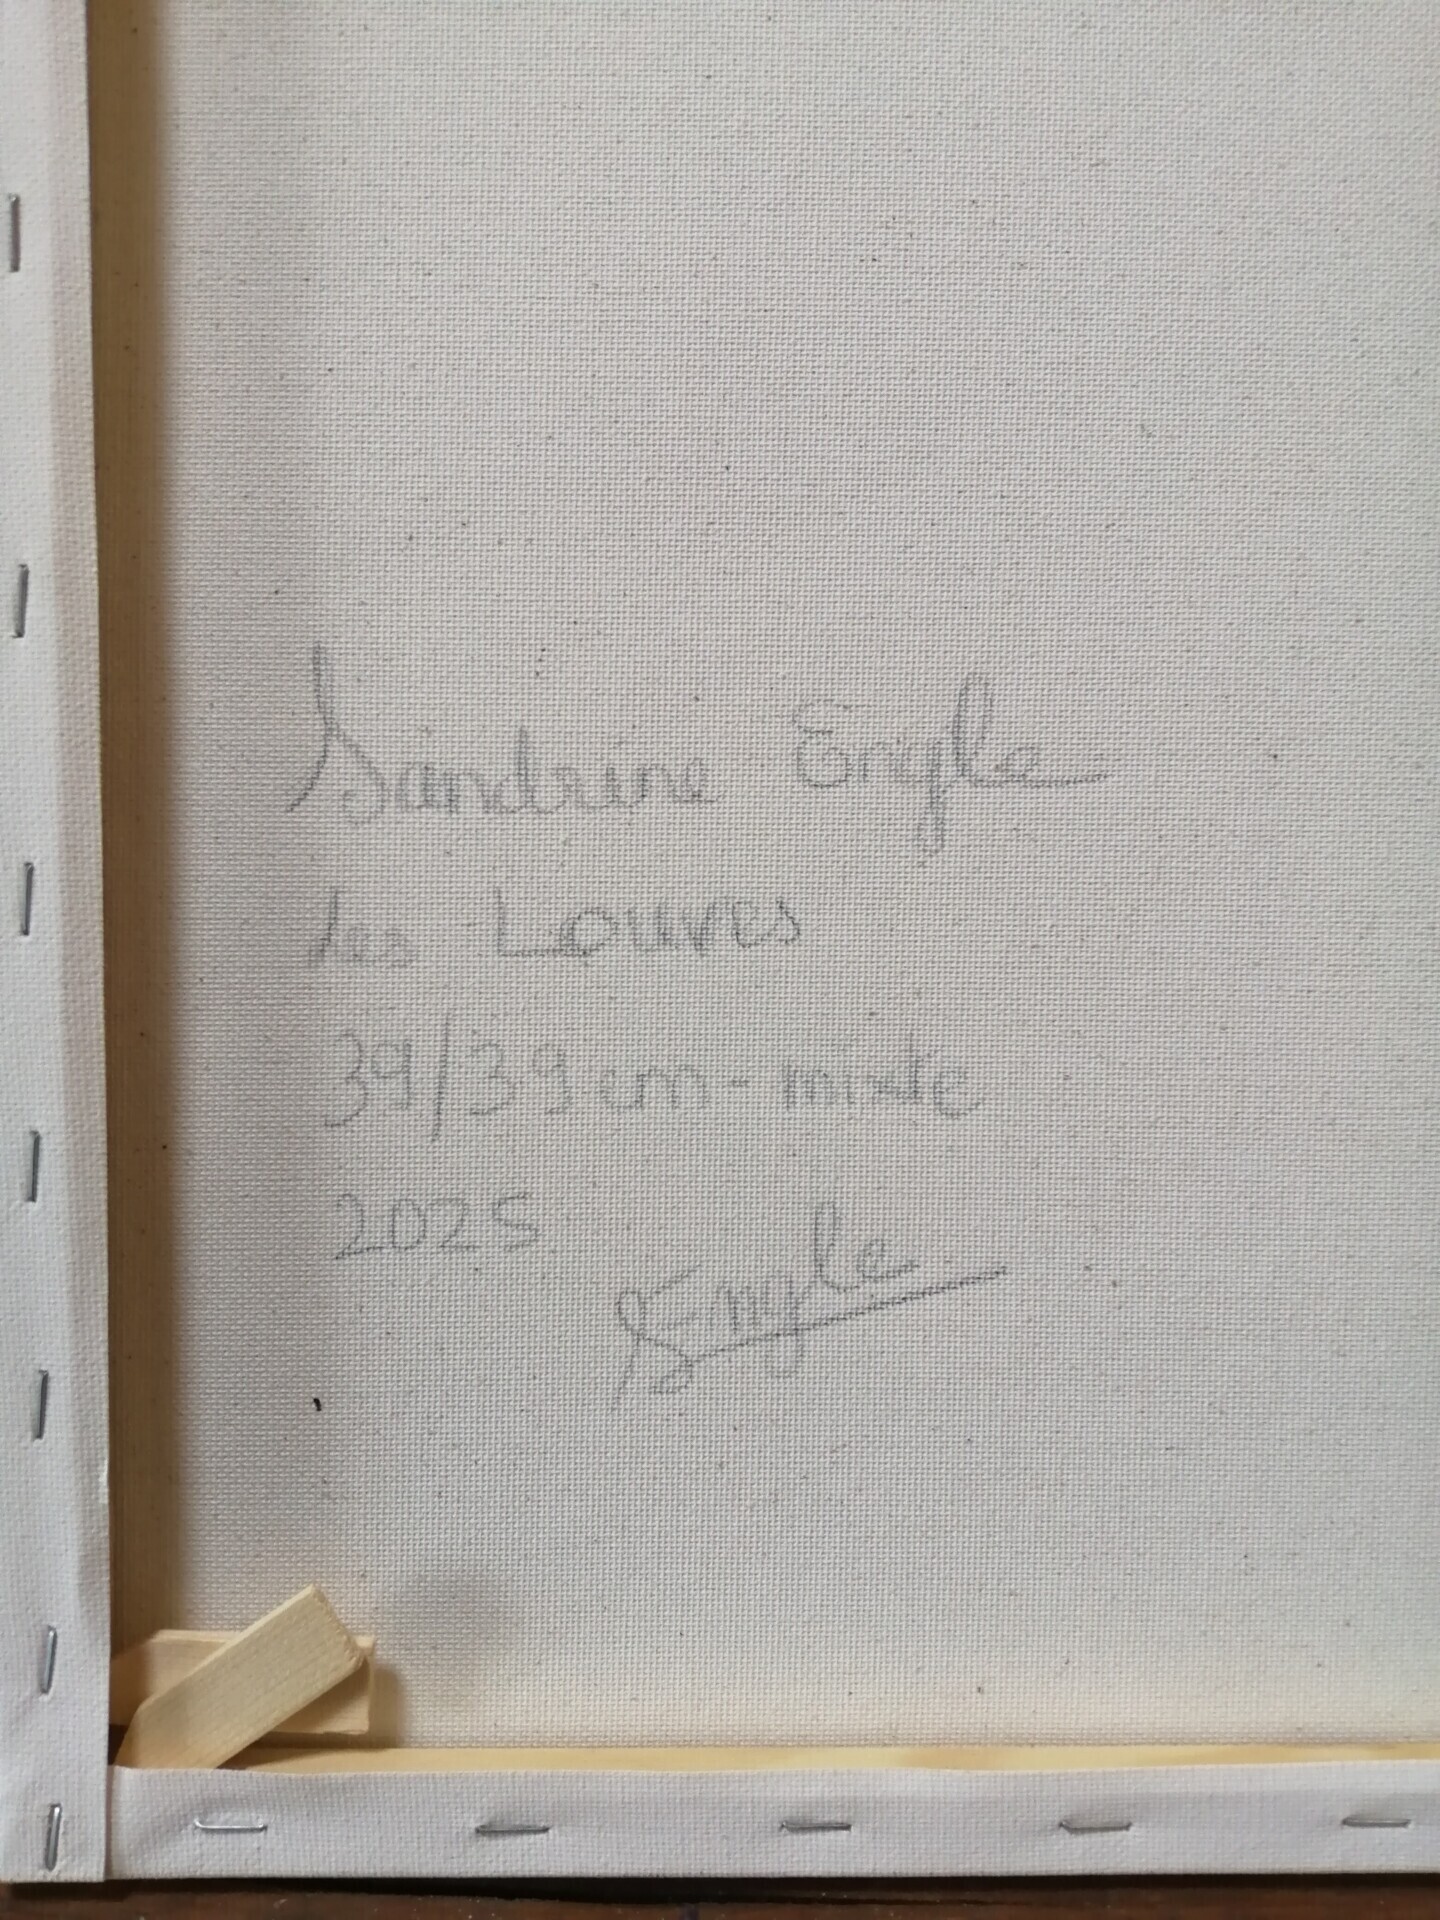 Sandrine Engle
les Louves
39/39 cm - mixte
2025
SEngle